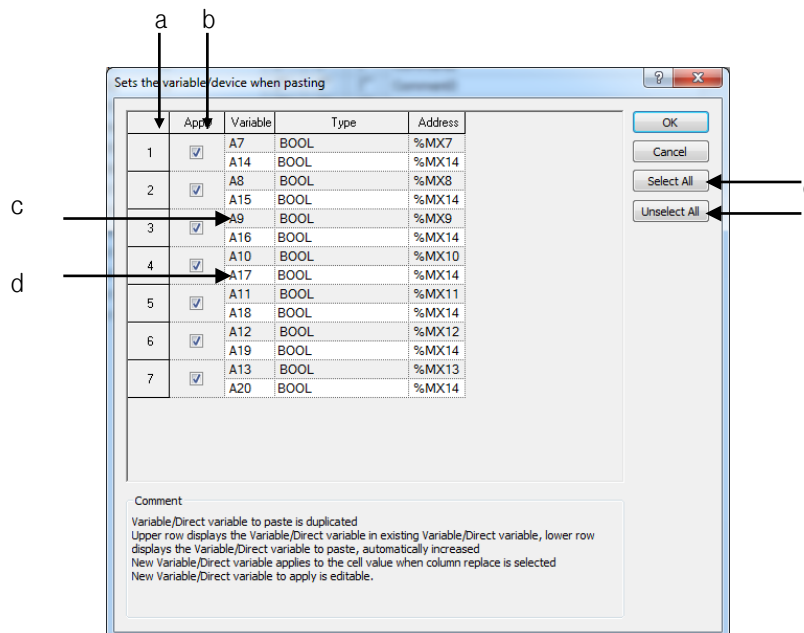 a b
Sets the variable/device when pasting
Apply Variable Type Address
OK
Cancel
Select All
Unselect All
1 A7 BOOL %MX7
A14 BOOL %MX14
2 A8 BOOL %MX8
A15 BOOL %MX14
c
3 A9 BOOL %MX9
A16 BOOL %MX14
d
4 A10 BOOL %MX10
A17 BOOL %MX14
5 A11 BOOL %MX11
A18 BOOL %MX14
6 A12 BOOL %MX12
A19 BOOL %MX14
7 A13 BOOL %MX13
A20 BOOL %MX14
Comment
Variable/Direct variable to paste is duplicated
Upper row displays the Variable/Direct variable in existing Variable/Direct variable, lower row
displays the Variable/Direct variable to paste, automatically increased
New Variable/Direct variable applies to the cell value when column replace is selected
New Variable/Direct variable to apply is editable.